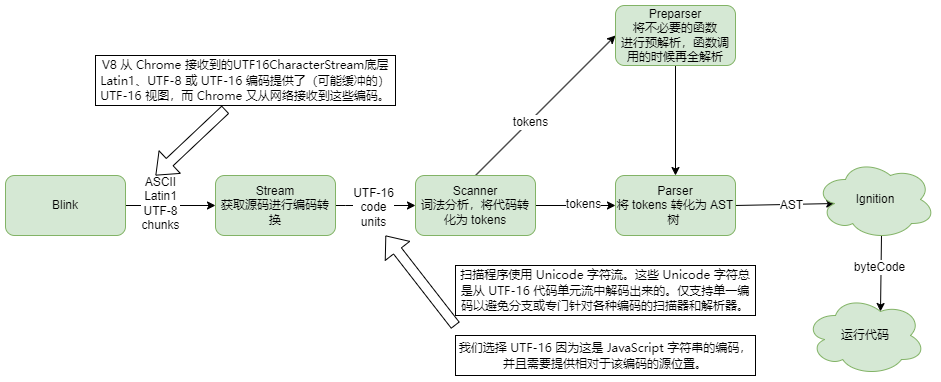 Preparser
将不必要的函数
进行预解析，函数调
用的时候再全解析
V8 从 Chrome 接收到的UTF16CharacterStream底层
Latin1、UTF-8 或 UTF-16 编码提供了（可能缓冲的）
UTF-16 视图，而 Chrome 又从网络接收到这些编码。
tokens
Blink
ASCII
Latin1
UTF-8
chunks
Stream
获取源码进行编码转
换
UTF-16
code
units
Scanner
词法分析，将代码转
化为 tokens
tokens
Parser
将 tokens 转化为 AST
树
AST
Ignition
byteCode
运行代码
扫描程序使用 Unicode 字符流。这些 Unicode 字符总
是从 UTF-16 代码单元流中解码出来的。仅支持单一编
码以避免分支或专门针对各种编码的扫描器和解析器。
我们选择 UTF-16 因为这是 JavaScript 字符串的编码，
并且需要提供相对于该编码的源位置。